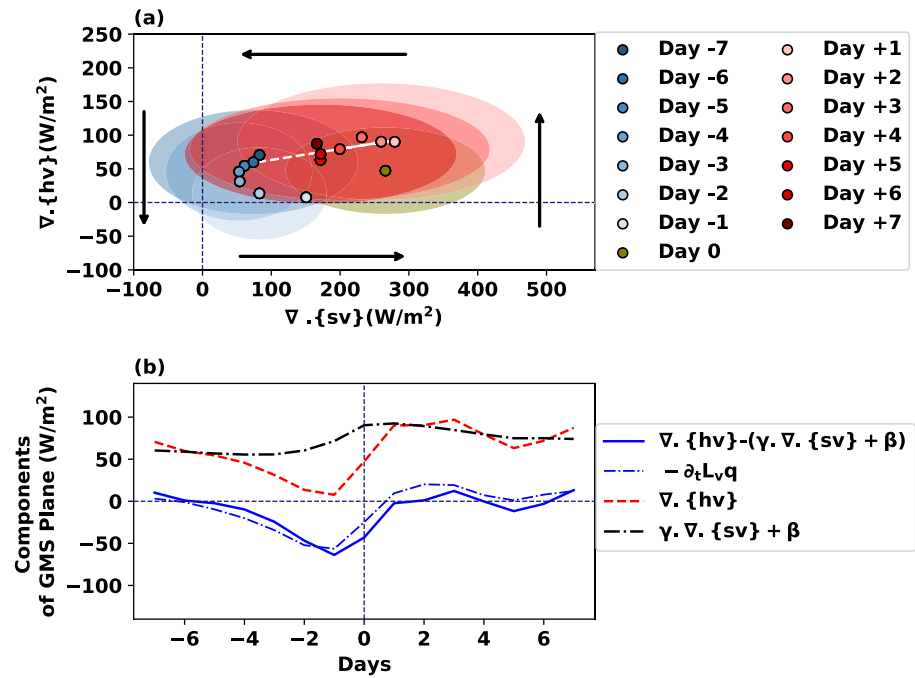 (a)
250
200
150
100
50
0
−50
−100
∇.{hv}(W/m²)
−100 0 100 200 300 400 500
∇ .{sv}(W/m²)
Day -7
Day -6
Day -5
Day -4
Day -3
Day -2
Day -1
Day 0
Day +1
Day +2
Day +3
Day +4
Day +5
Day +6
Day +7
(b)
100
50
0
−50
−100
Components
of GMS Plane (W/m²)
−6 −4 −2 0 2 4 6
Days
∇. {hv}-(γ. ∇. {sv} + β)
− ∂ₜLᵥq
∇. {hv}
γ. ∇. {sv} + β